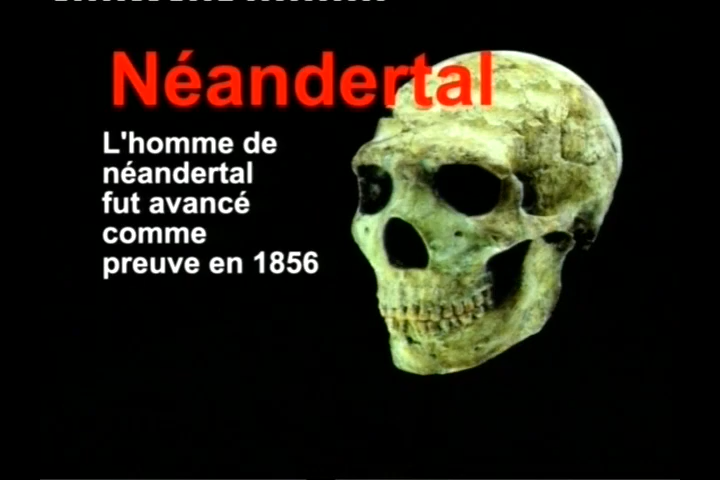 Néandertal
L'homme de
néandertal
fut avancé
comme
preuve en 1856